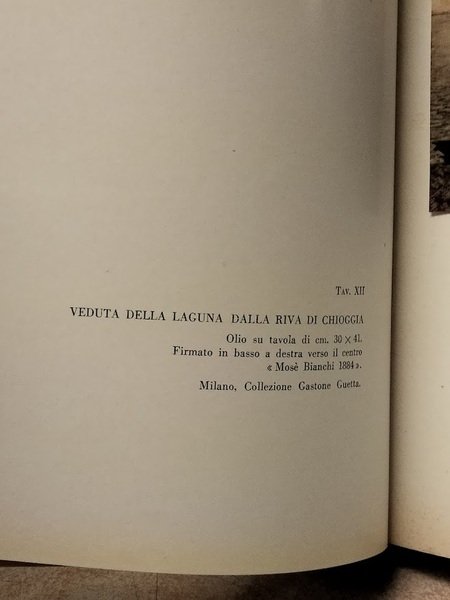 TAV. XII
VEDUTA DELLA LAGUNA DALLA RIVA DI CHIOGGIA
Olio su tavola di cm. 30 × 41.
Firmato in basso a destra verso il centro
« Mosè Bianchi 1884 ».
Milano, Collezione Gastone Guetta.